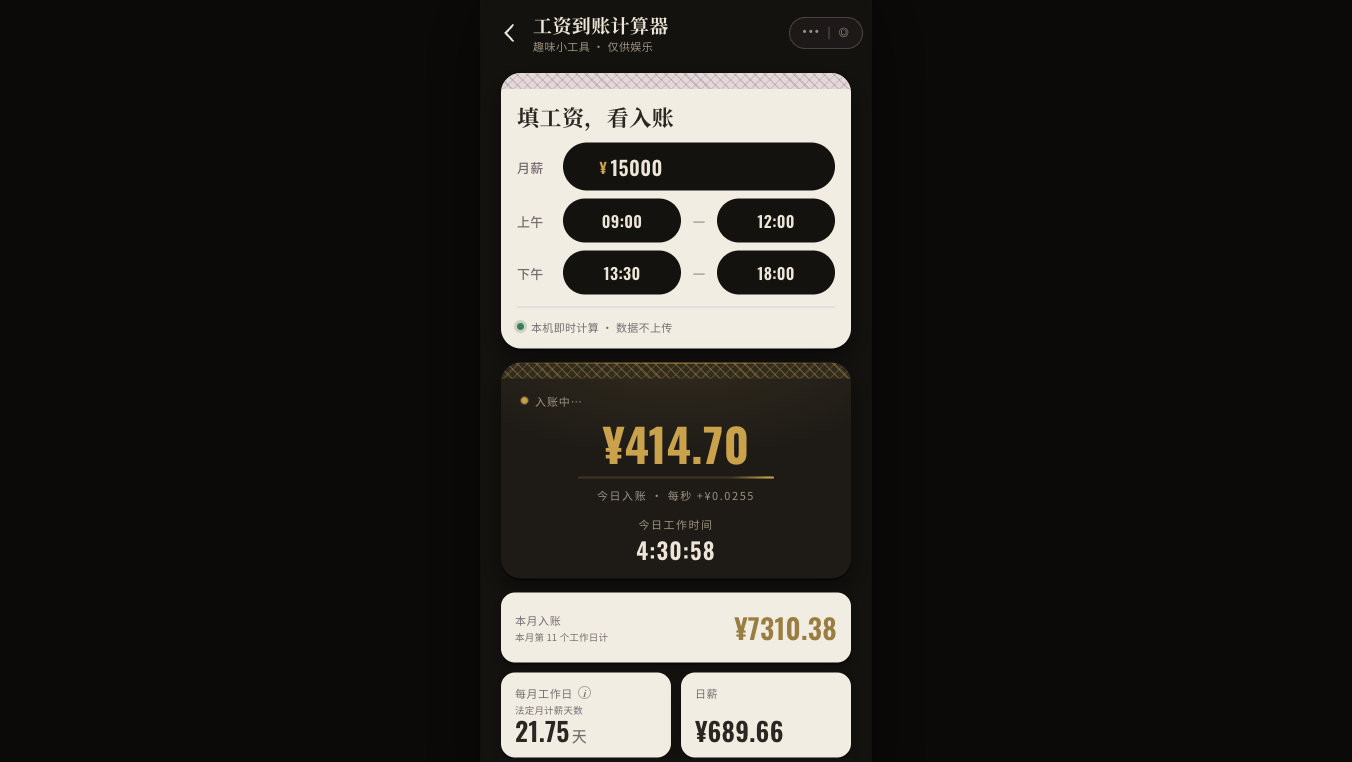 工资到账计算器
趣味小工具 · 仅供娱乐
填工资，看入账
月薪 ¥ 15000
上午 09:00 — 12:00
下午 13:30 — 18:00
本机即时计算 · 数据不上传
入账中…
¥414.70
今日入账 · 每秒 +¥0.0255
今日工作时间
4:30:58
本月入账
本月第 11 个工作日计
¥7310.38
每月工作日 i
法定月计薪天数
21.75 天
日薪
¥689.66